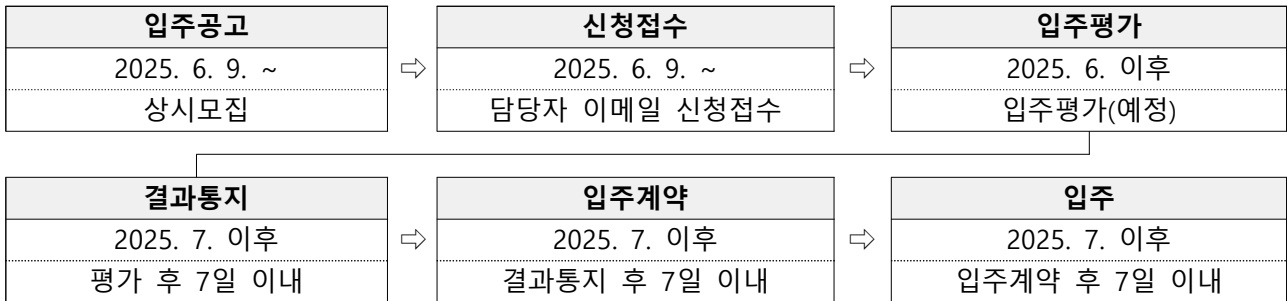 입주공고
2025. 6. 9. ~
상시모집
⇨
신청접수
2025. 6. 9. ~
담당자 이메일 신청접수
⇨
입주평가
2025. 6. 이후
입주평가(예정)
결과통지
2025. 7. 이후
평가 후 7일 이내
⇨
입주계약
2025. 7. 이후
결과통지 후 7일 이내
⇨
입주
2025. 7. 이후
입주계약 후 7일 이내